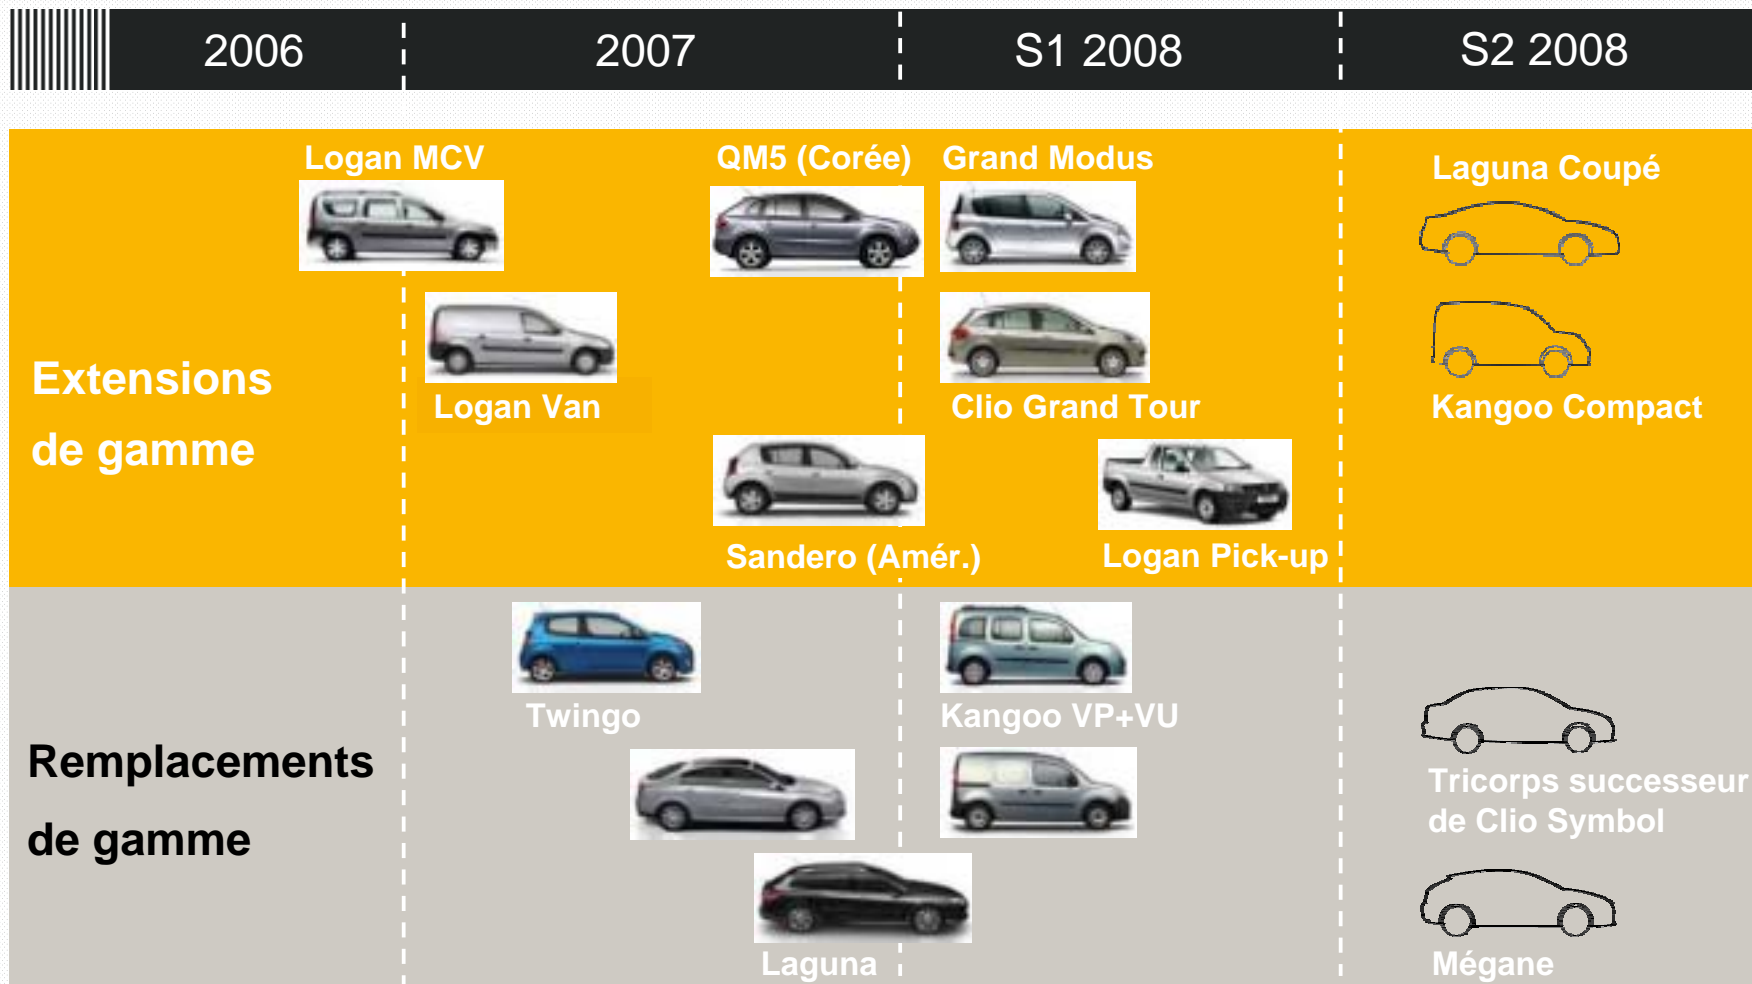 2006
2007
S1 2008
S2 2008
Logan MCV
QM5 (Corée)
Grand Modus
Laguna Coupé
Extensions
de gamme
Logan Van
Clio Grand Tour
Kangoo Compact
Sandero (Amér.)
Logan Pick-up
Remplacements
de gamme
Twingo
Kangoo VP+VU
Tricorps successeur
de Clio Symbol
Laguna
Mégane